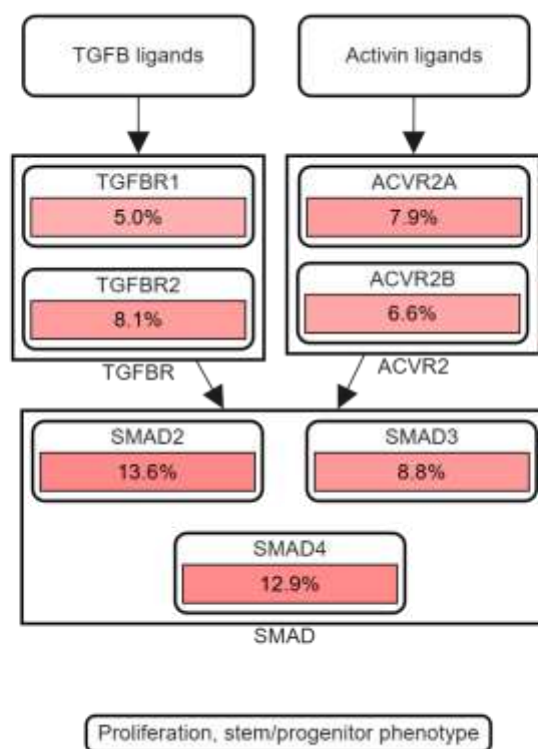 TGFB ligands
Activin ligands
TGFBR1
5.0%
TGFBR2
8.1%
TGFBR
ACVR2A
7.9%
ACVR2B
6.6%
ACVR2
SMAD2
13.6%
SMAD3
8.8%
SMAD4
12.9%
SMAD
Proliferation, stem/progenitor phenotype